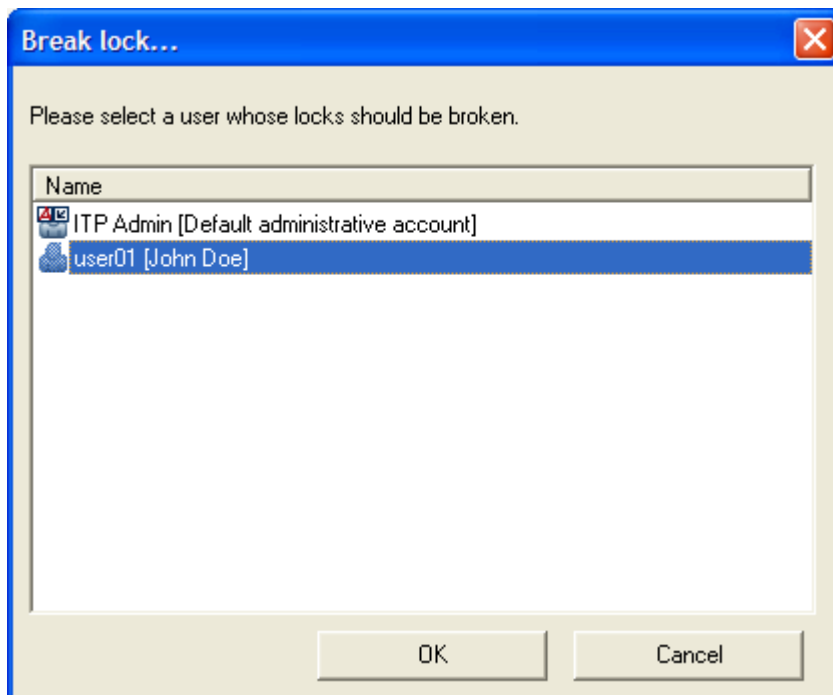 Break lock...
Please select a user whose locks should be broken.
Name
ITP Admin [Default administrative account]
user01 [John Doe]
OK Cancel